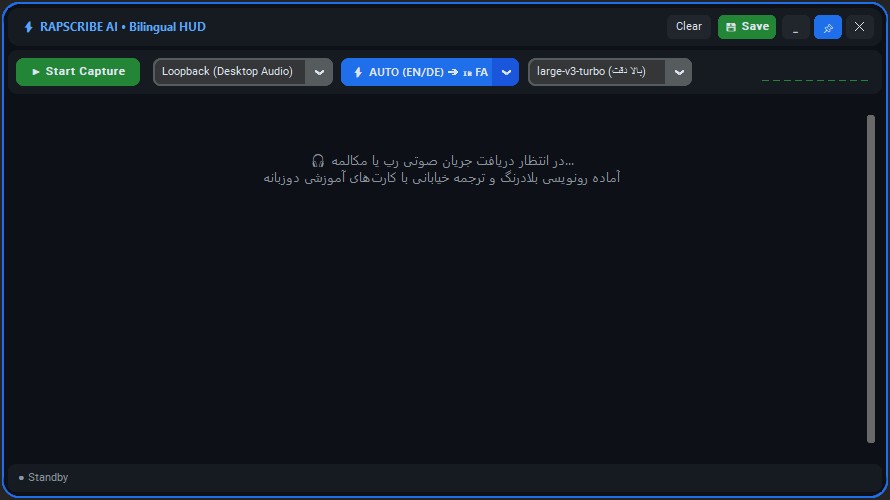 RAPSCRIBE AI • Bilingual HUD
Clear
Save
Start Capture
Loopback (Desktop Audio)
AUTO (EN/DE) ➔ IR FA
large-v3-turbo (بالا دقت)
در انتظار دریافت جریان صوتی رپ یا مکالمه...
آماده رونویسی بلادرنگ و ترجمه خیابانی با کارت‌های آموزشی دوزبانه
Standby